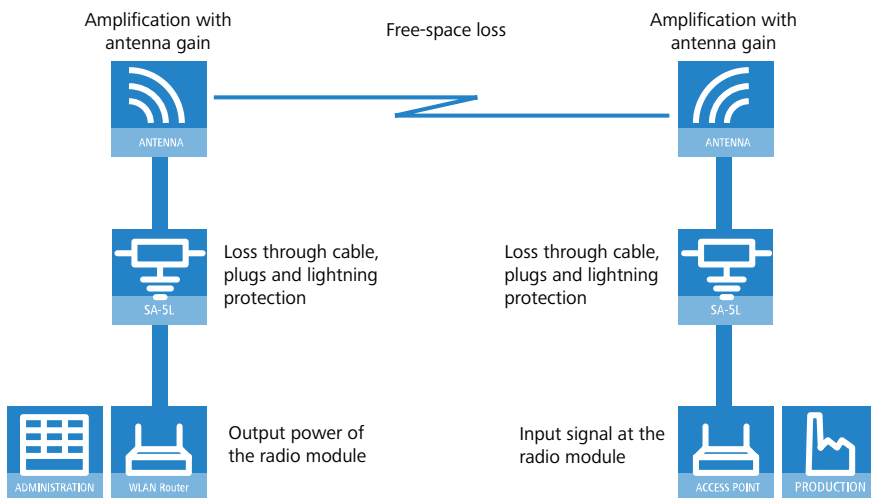 Amplification with
antenna gain
Free-space loss
Amplification with
antenna gain
ANTENNA
ANTENNA
Loss through cable,
plugs and lightning
protection
SA-5L
Loss through cable,
plugs and lightning
protection
SA-5L
Output power of
the radio module
ADMINISTRATION
WLAN Router
Input signal at the
radio module
ACCESS POINT
PRODUCTION